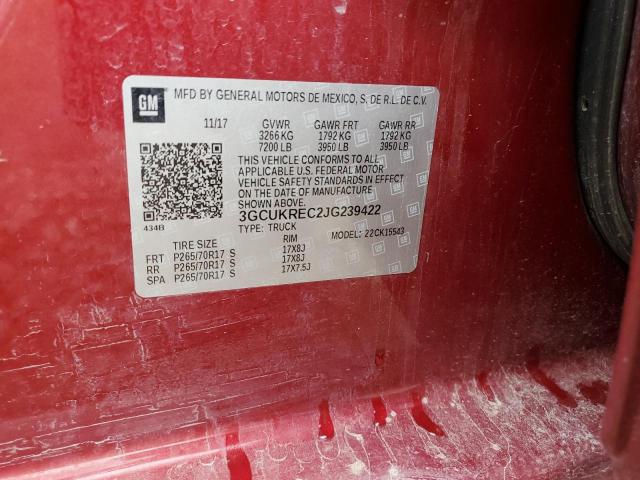 GM
MFD BY GENERAL MOTORS DE MEXICO, S, DE R.L. DE C.V.
11/17 GVWR GAWR FRT GAWR RR
3266 KG 1792 KG 1792 KG
7200 LB 3950 LB 3950 LB
THIS VEHICLE CONFORMS TO ALL
APPLICABLE U.S. FEDERAL MOTOR
VEHICLE SAFETY STANDARDS IN EFFECT
ON THE DATE OF MANUFACTURE
SHOWN ABOVE.
3GCUKREC2JG239422
434B TYPE: TRUCK MODEL: 22CK15543
TIRE SIZE RIM
FRT P265/70R17 S 17X8J
RR P265/70R17 S 17X8J
SPA P265/70R17 S 17X7.5J